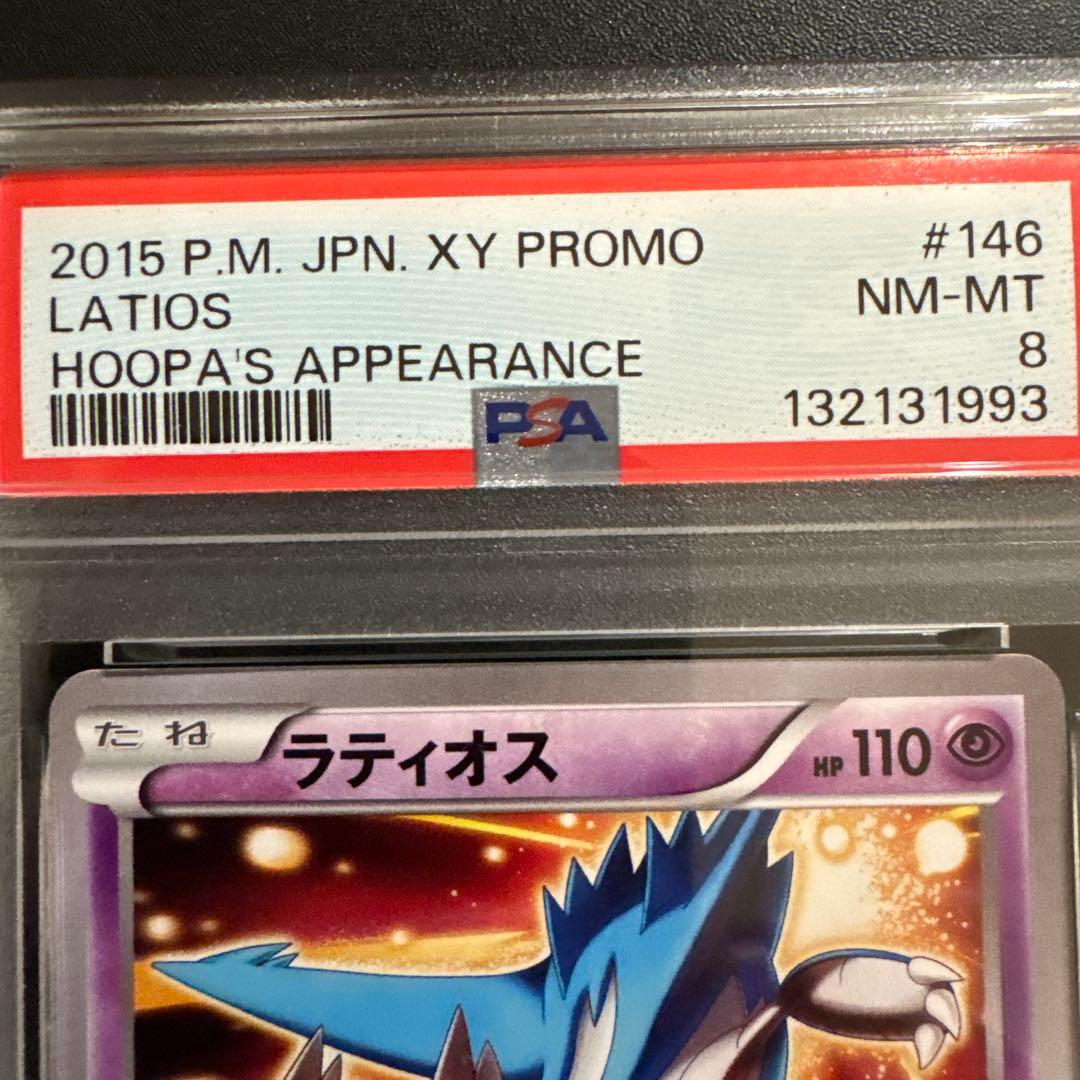 2015 P.M. JPN. XY PROMO #146
LATIOS NM-MT
HOOPA'S APPEARANCE 8
PSA 132131993
たね ラティオス HP 110